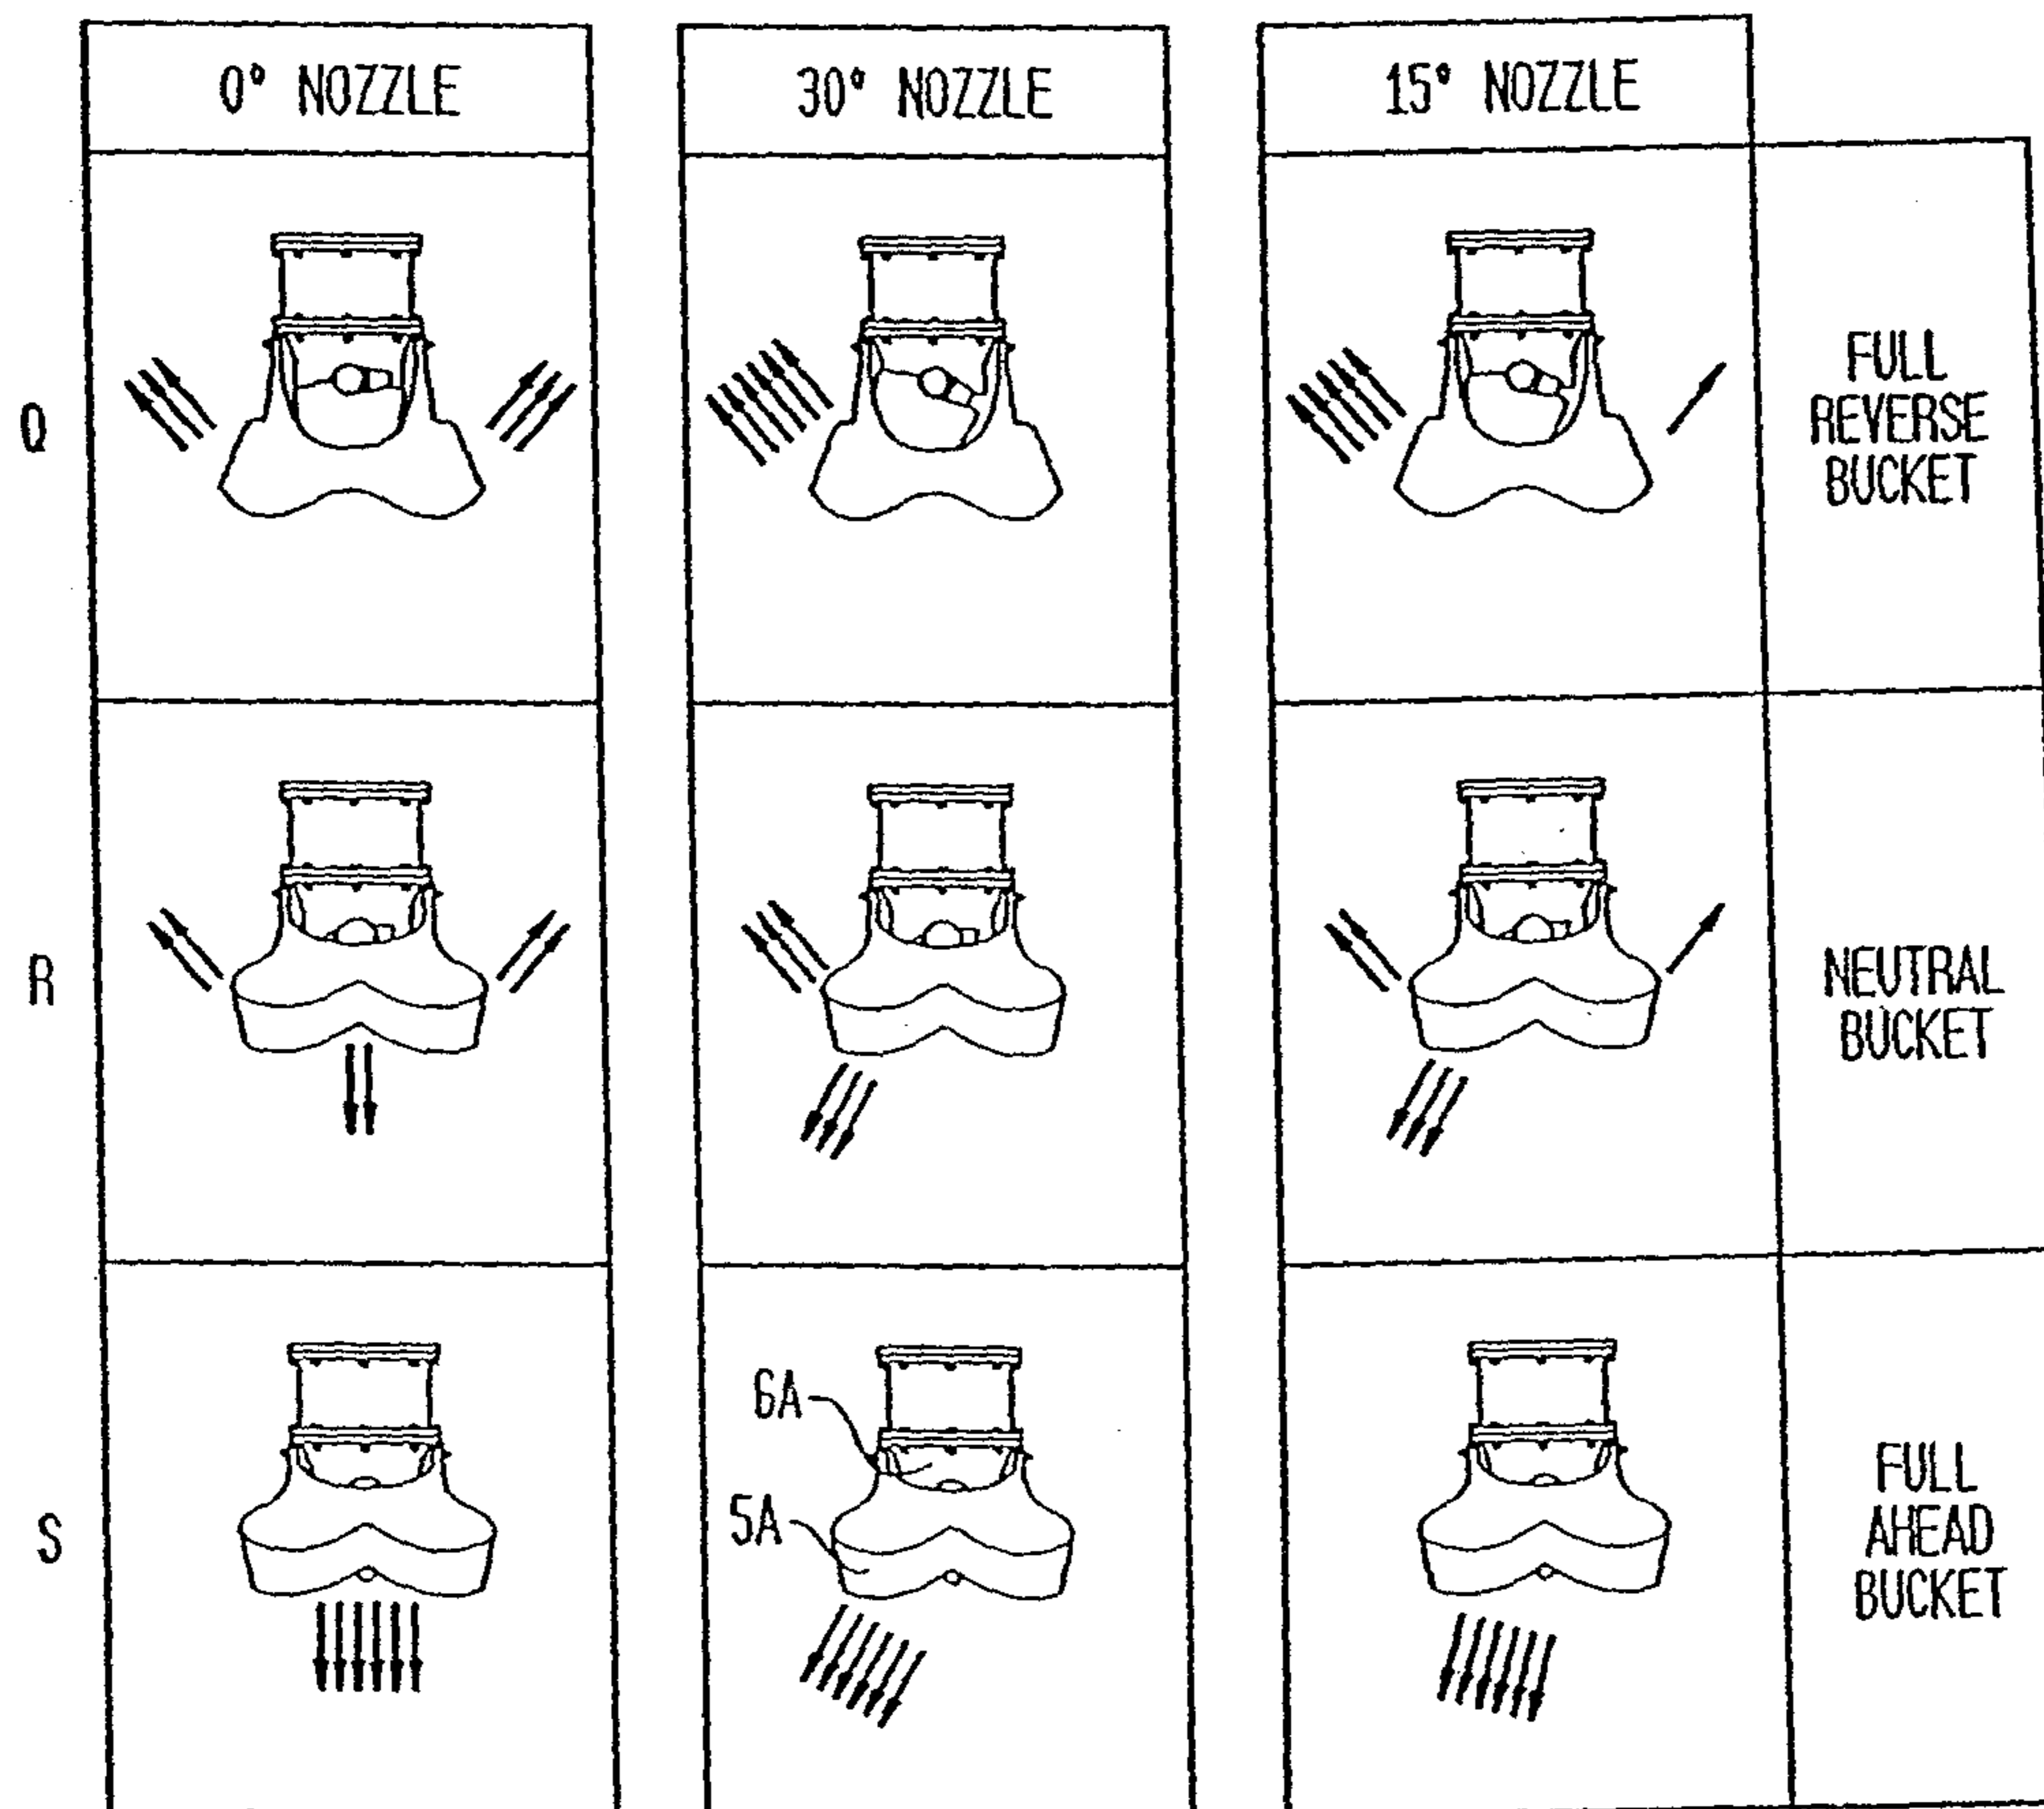 0° NOZZLE
30° NOZZLE
15° NOZZLE
Q
FULL
REVERSE
BUCKET
R
NEUTRAL
BUCKET
S
6A
5A
FULL
AHEAD
BUCKET